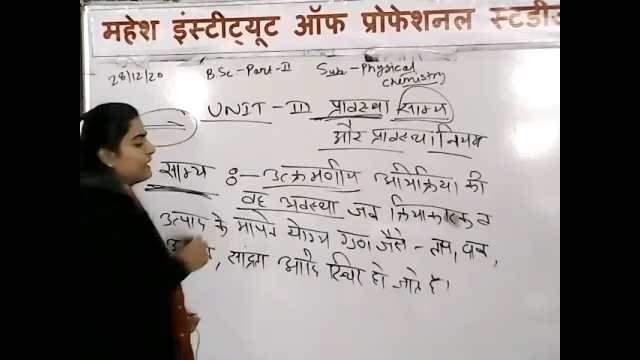 महेश इंस्टीट्यूट ऑफ प्रोफेशनल स्टडीज
28/12/20 BSc-Part-II Sub-Physical chemistry
UNIT-II प्रावस्था साम्य
और प्रावस्था नियम
साम्य :- उत्क्रमणीय अभिक्रिया की
वह अवस्था जब क्रियाकारक व
उत्पाद के मापन योग्य गुण जैसे - ताप, दाब,
, सांद्रता आदि स्थिर हो जाते है।